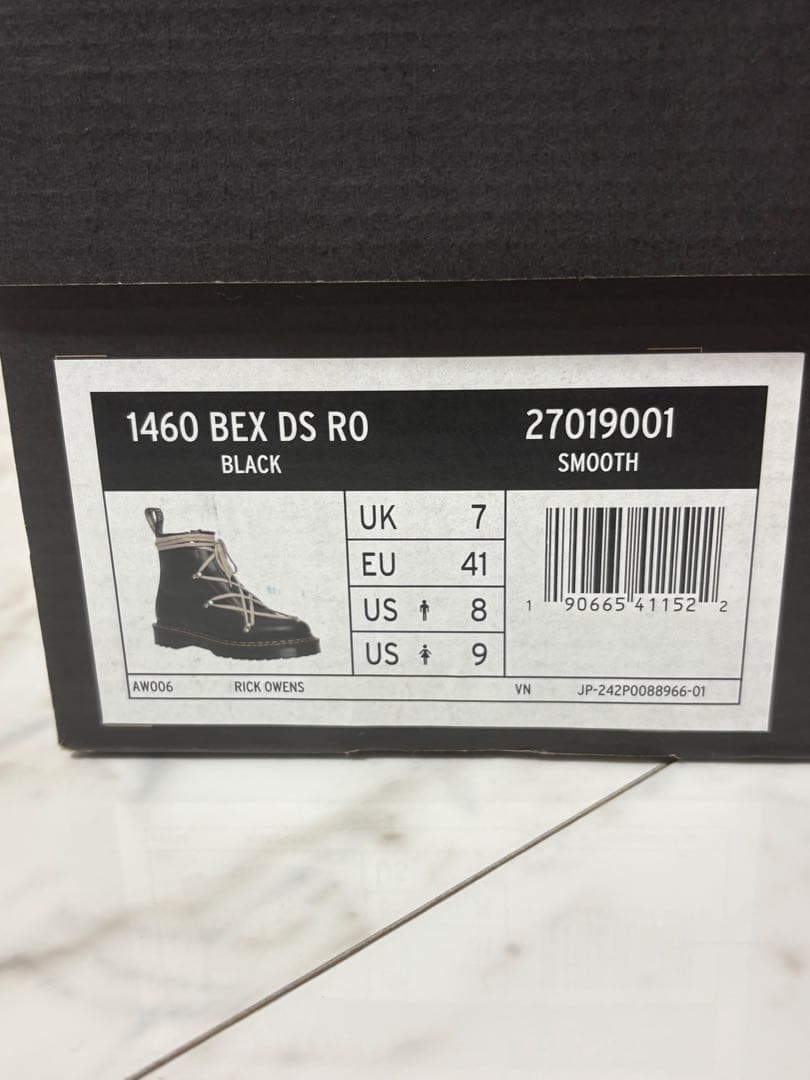 1460 BEX DS RO
BLACK
27019001
SMOOTH
UK 7
EU 41
US 8
US 9
1 90665 41152 2
AW006 RICK OWENS VN JP-242P0088966-01